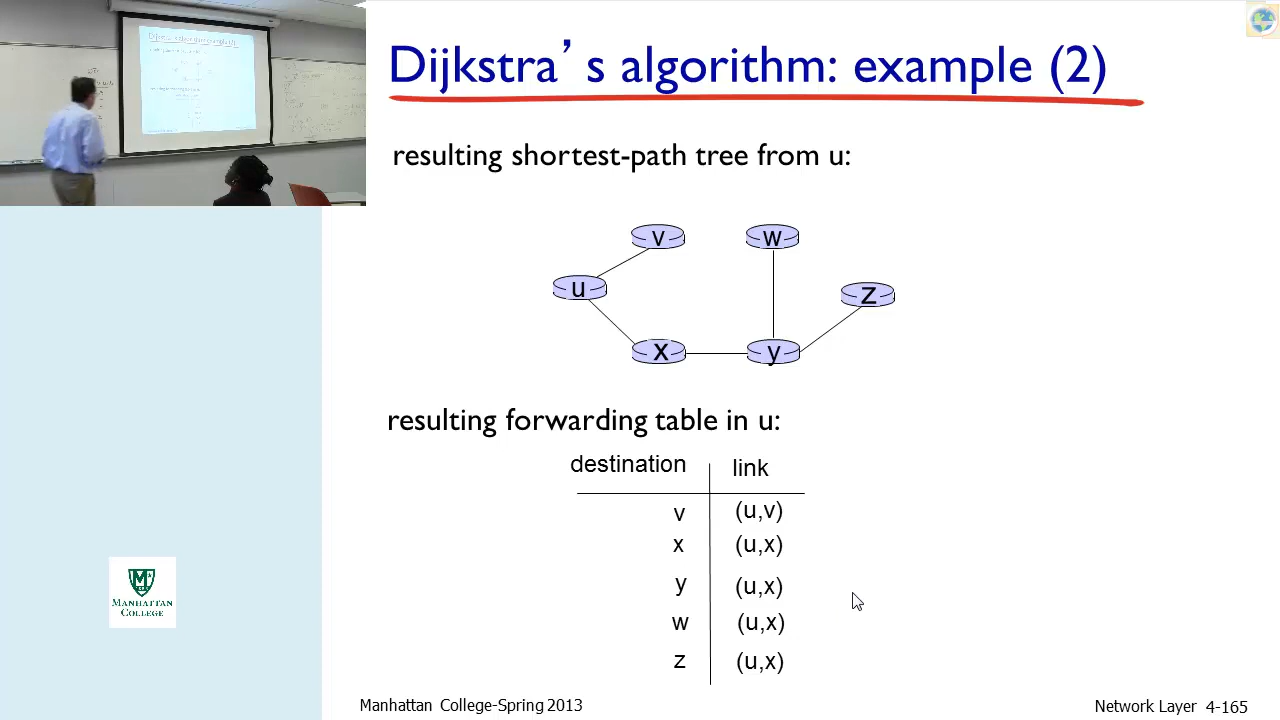 Dijkstra's algorithm: example (2)
resulting shortest-path tree from u:
v
w
u
z
x
y
resulting forwarding table in u:
destination link
v (u,v)
x (u,x)
y (u,x)
w (u,x)
z (u,x)
MANHATTAN
COLLEGE
Manhattan College-Spring 2013
Network Layer 4-165